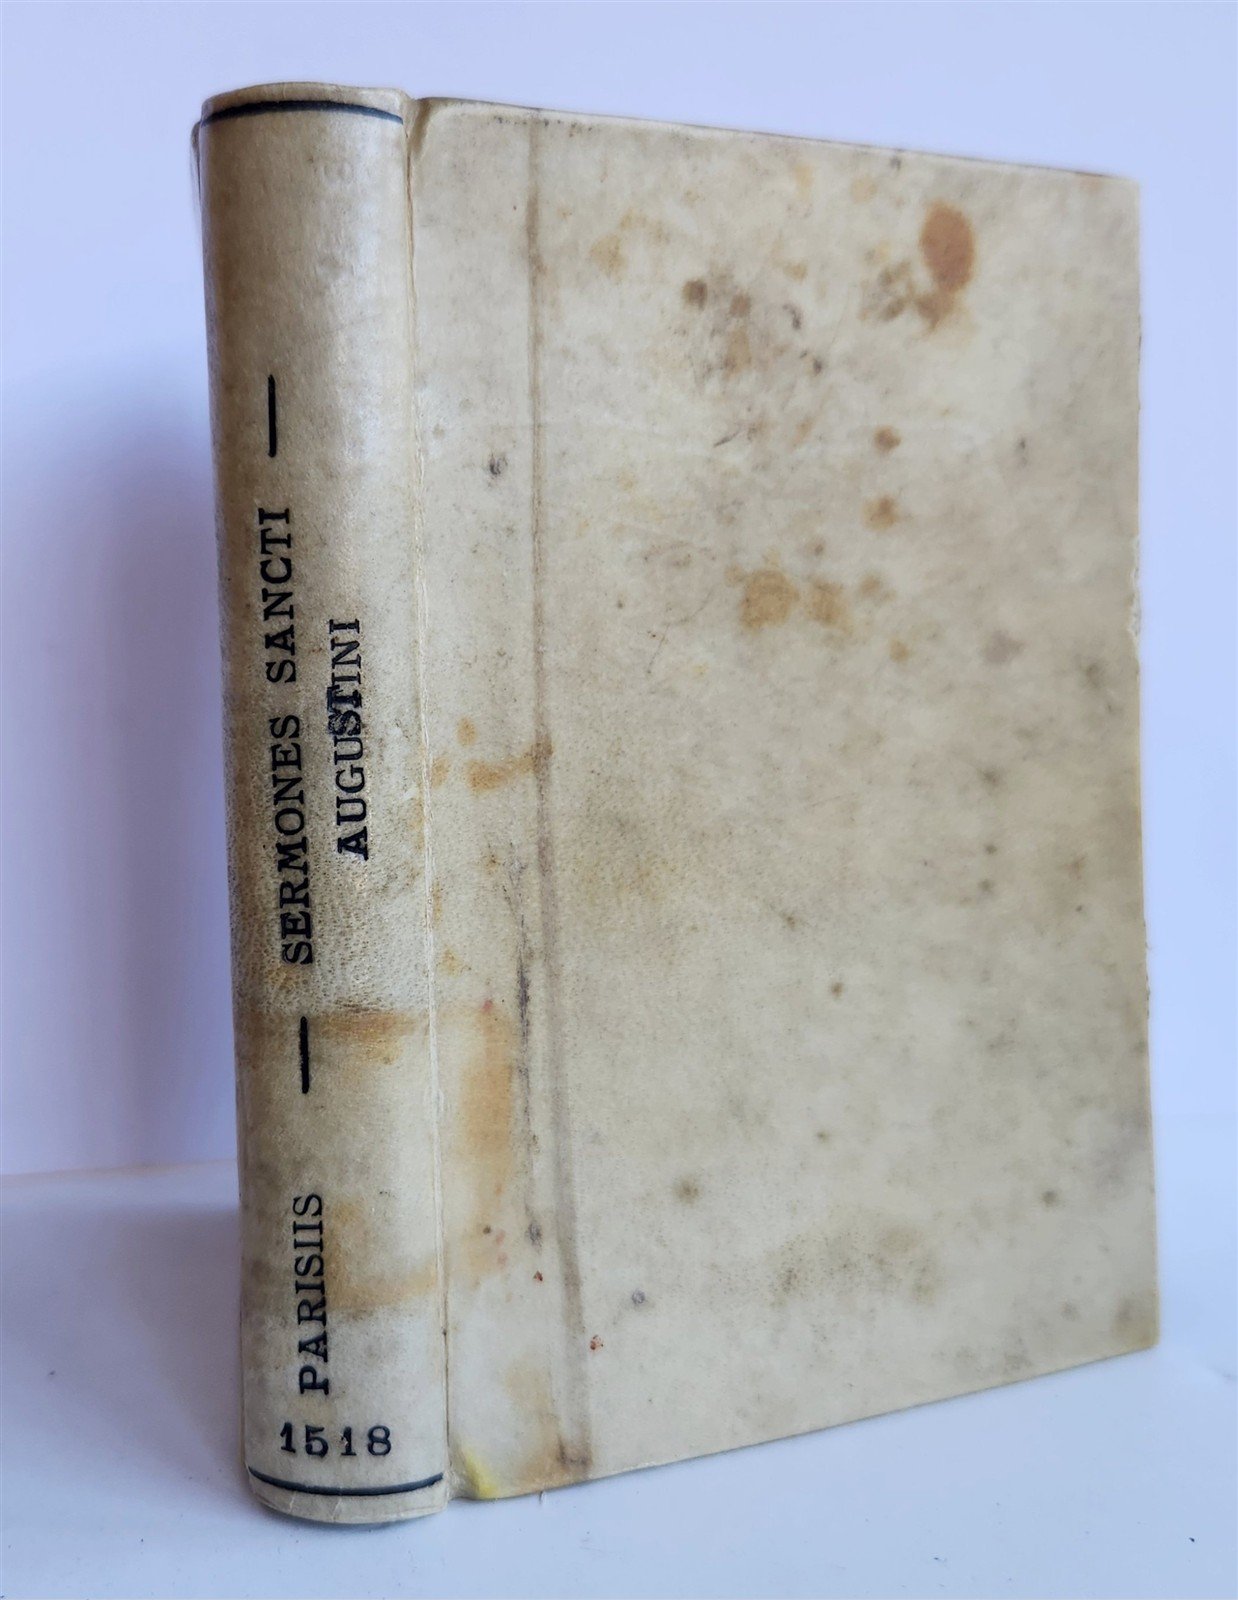 SERMONES SANCTI
AUGUSTINI
PARISIIS
1518